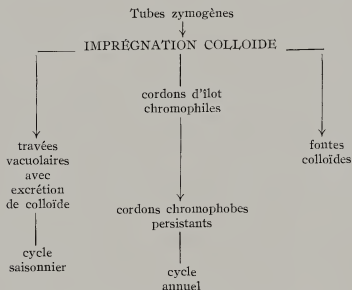 Tubes zymogènes
IMPRÉGNATION COLLOIDE
cordons d'îlot
chromophiles
travées
vacuolaires
avec
excrétion
de colloïde
fontes
colloïdes
cordons chromophobes
persistants
cycle
saisonnier
cycle
annuel